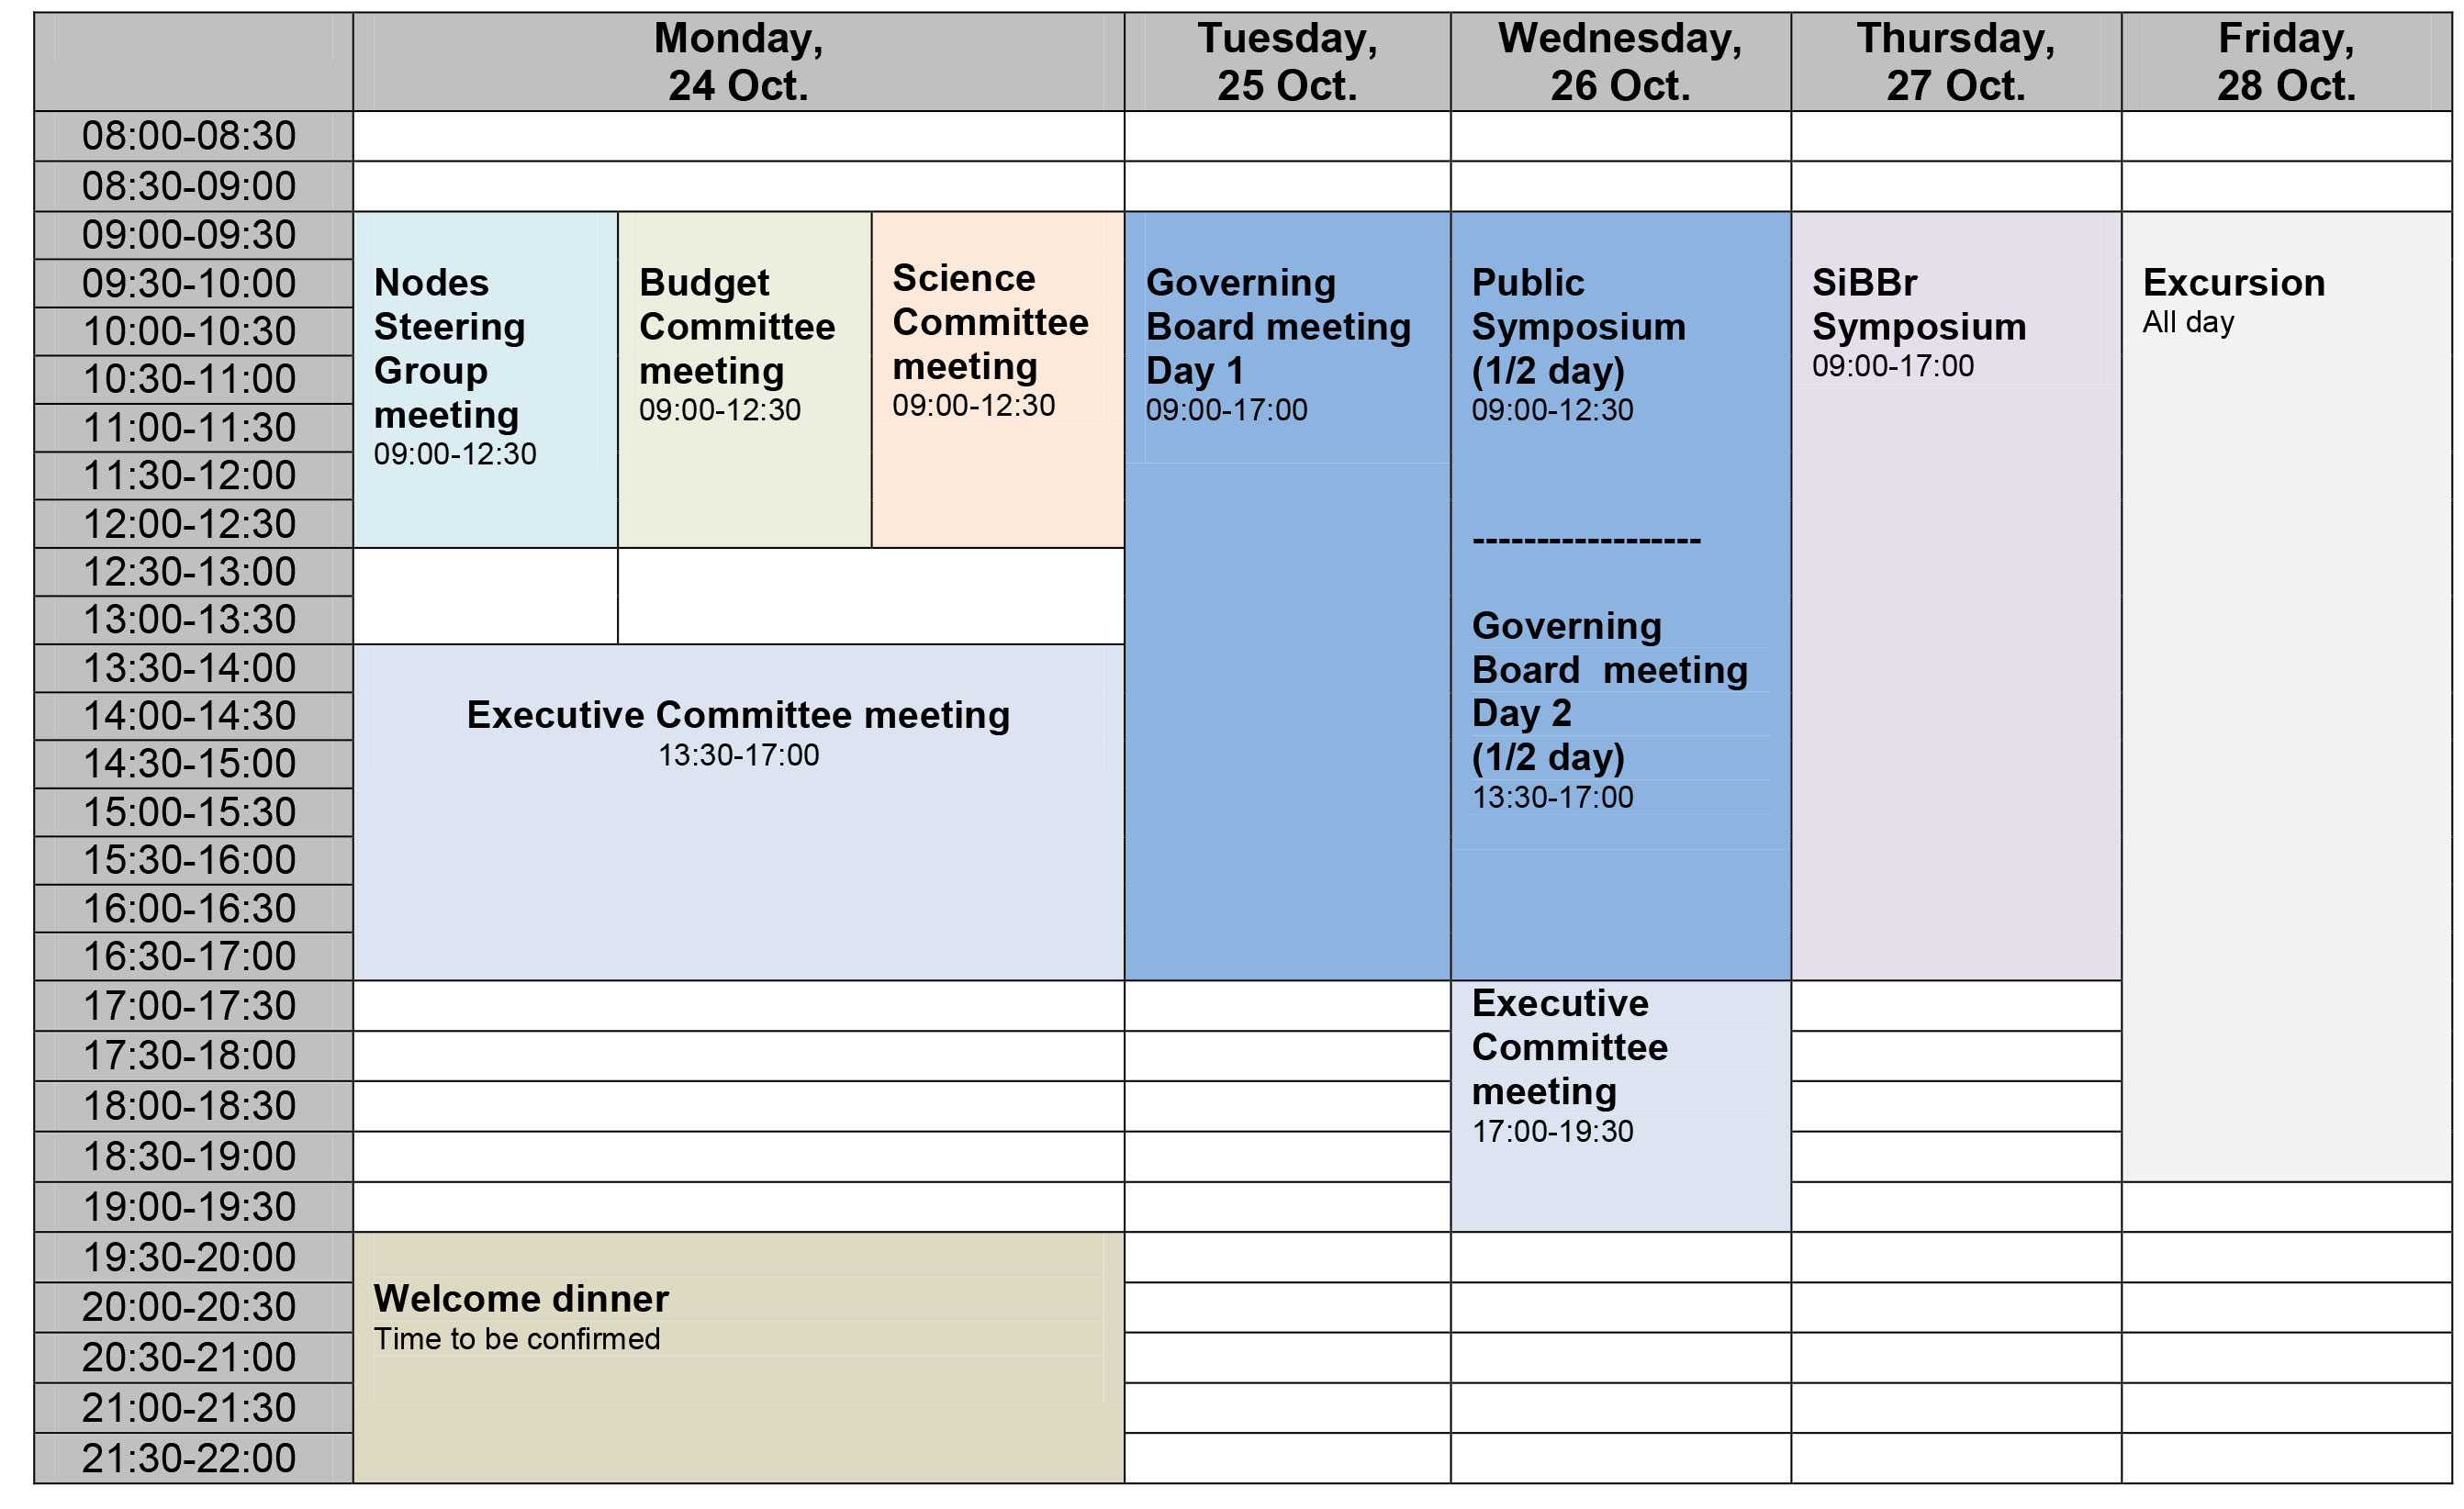 Monday,
24 Oct.
Tuesday,
25 Oct.
Wednesday,
26 Oct.
Thursday,
27 Oct.
Friday,
28 Oct.
08:00-08:30
08:30-09:00
09:00-09:30
09:30-10:00
10:00-10:30
10:30-11:00
11:00-11:30
11:30-12:00
12:00-12:30
12:30-13:00
13:00-13:30
13:30-14:00
14:00-14:30
14:30-15:00
15:00-15:30
15:30-16:00
16:00-16:30
16:30-17:00
17:00-17:30
17:30-18:00
18:00-18:30
18:30-19:00
19:00-19:30
19:30-20:00
20:00-20:30
20:30-21:00
21:00-21:30
21:30-22:00
Nodes
Steering
Group
meeting
09:00-12:30
Budget
Committee
meeting
09:00-12:30
Science
Committee
meeting
09:00-12:30
Executive Committee meeting
13:30-17:00
Welcome dinner
Time to be confirmed
Governing
Board meeting
Day 1
09:00-17:00
Public
Symposium
(1/2 day)
09:00-12:30
------------------
Governing
Board  meeting
Day 2
(1/2 day)
13:30-17:00
Executive
Committee
meeting
17:00-19:30
SiBBr
Symposium
09:00-17:00
Excursion
All day